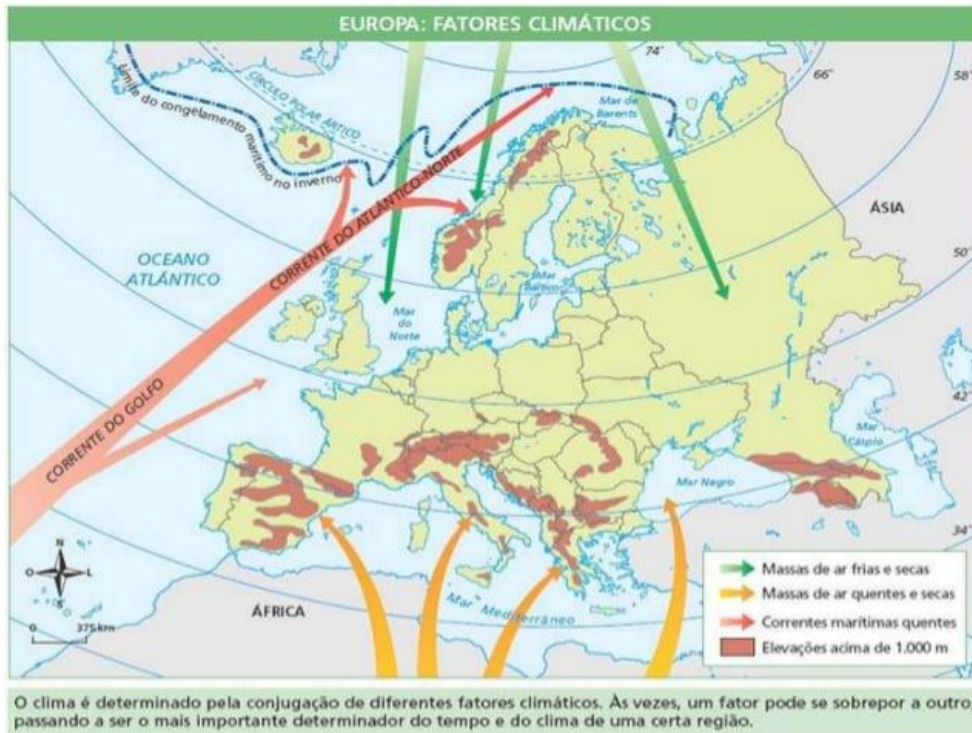 EUROPA: FATORES CLIMÁTICOS
74°
66°
58°
Limite do congelamento marítimo no inverno
CÍRCULO POLAR ÁRTICO
Mar de
Barents
ÁSIA
CORRENTE DO ATLÂNTICO-NORTE
OCEANO
ATLÂNTICO
50°
Mar
Báltico
Mar
do
Norte
42°
CORRENTE DO GOLFO
Mar
Cáspio
Mar Negro
34°
N
O
L
S
0 375 km
ÁFRICA
Mar Mediterrâneo
Massas de ar frias e secas
Massas de ar quentes e secas
Correntes marítimas quentes
Elevações acima de 1.000 m
O clima é determinado pela conjugação de diferentes fatores climáticos. Às vezes, um fator pode se sobrepor a outro,
passando a ser o mais importante determinador do tempo e do clima de uma certa região.